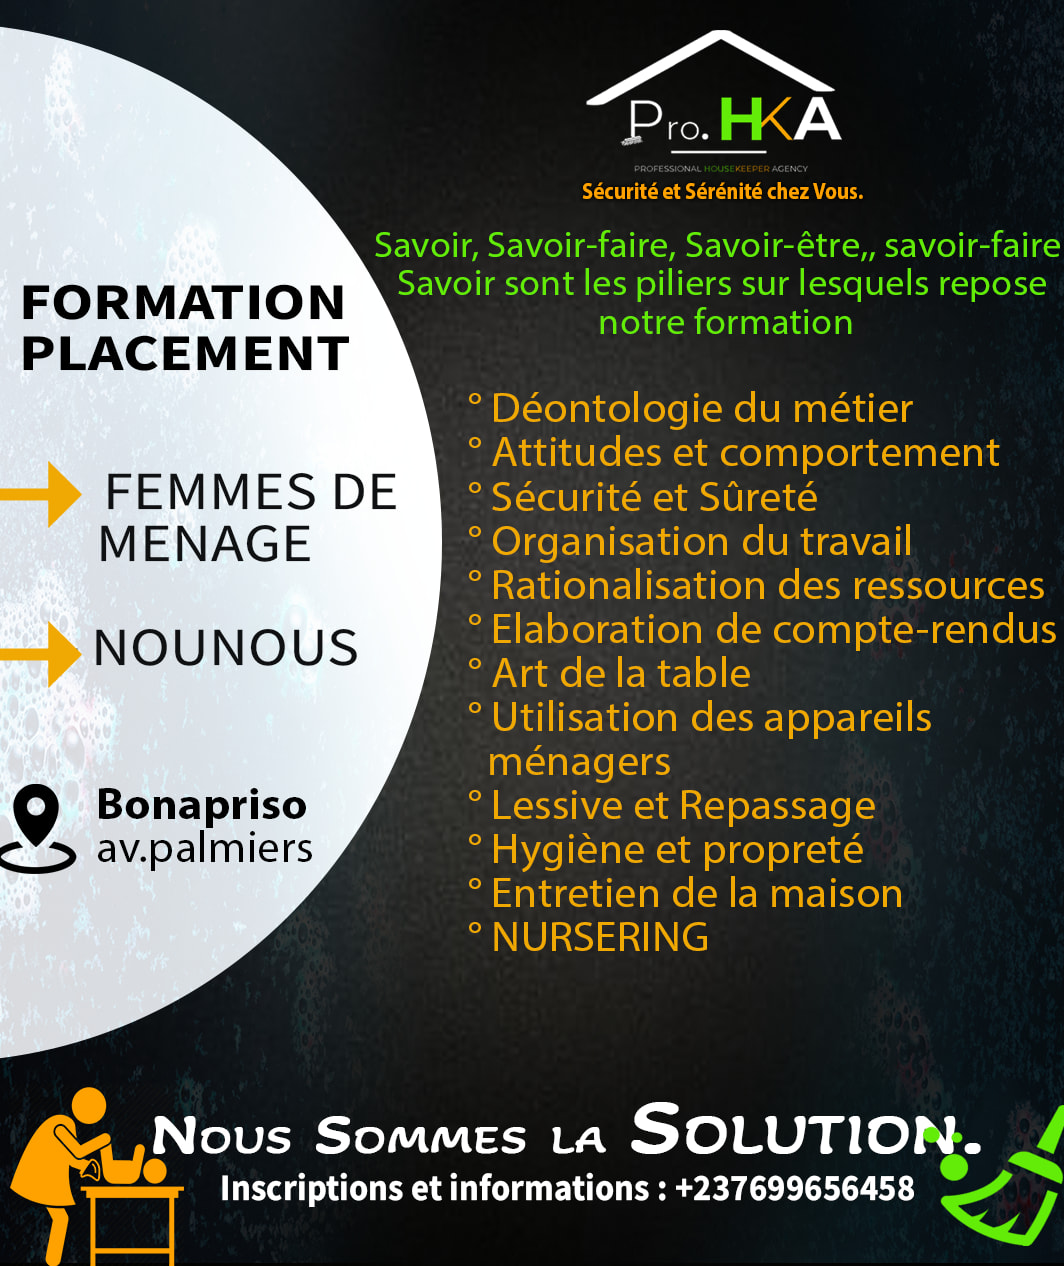 Pro. HKA
PROFESSIONAL HOUSEKEEPER AGENCY
Sécurité et Sérénité chez Vous.
Savoir, Savoir-faire, Savoir-être,, savoir-faire
Savoir sont les piliers sur lesquels repose
notre formation
FORMATION
PLACEMENT
FEMMES DE
MENAGE
NOUNOUS
Bonapriso
av.palmiers
° Déontologie du métier
° Attitudes et comportement
° Sécurité et Sûreté
° Organisation du travail
° Rationalisation des ressources
° Elaboration de compte-rendus
° Art de la table
° Utilisation des appareils
ménagers
° Lessive et Repassage
° Hygiène et propreté
° Entretien de la maison
° NURSERING
Nous Sommes la Solution.
Inscriptions et informations : +237699656458